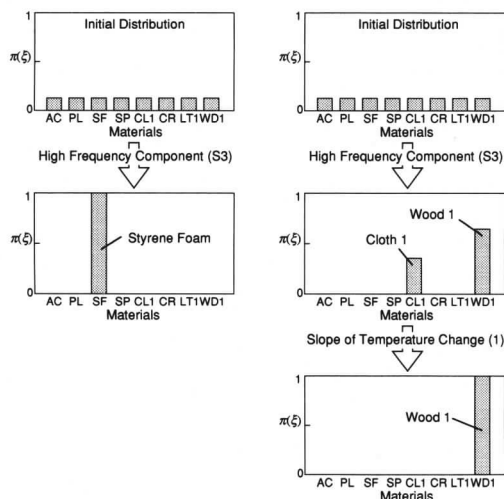 Initial Distribution
1
π(ξ)
0
AC PL SF SP CL1 CR LT1 WD1
Materials
High Frequency Component (S3)
1
π(ξ)
0
Styrene Foam
AC PL SF SP CL1 CR LT1 WD1
Materials
Initial Distribution
1
π(ξ)
0
AC PL SF SP CL1 CR LT1 WD1
Materials
High Frequency Component (S3)
1
π(ξ)
0
Wood 1
Cloth 1
AC PL SF SP CL1 CR LT1 WD1
Materials
Slope of Temperature Change (1)
1
π(ξ)
0
Wood 1
AC PL SF SP CL1 CR LT1 WD1
Materials